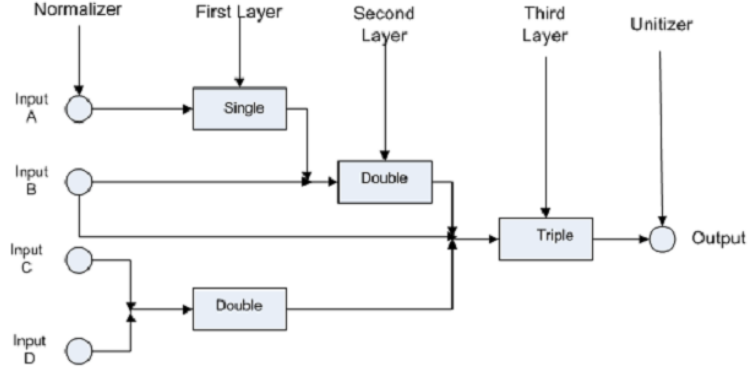 Normalizer
First Layer
Second
Layer
Third
Layer
Unitizer
Input
A
Single
Input
B
Double
Input
C
Triple
Output
Double
Input
D